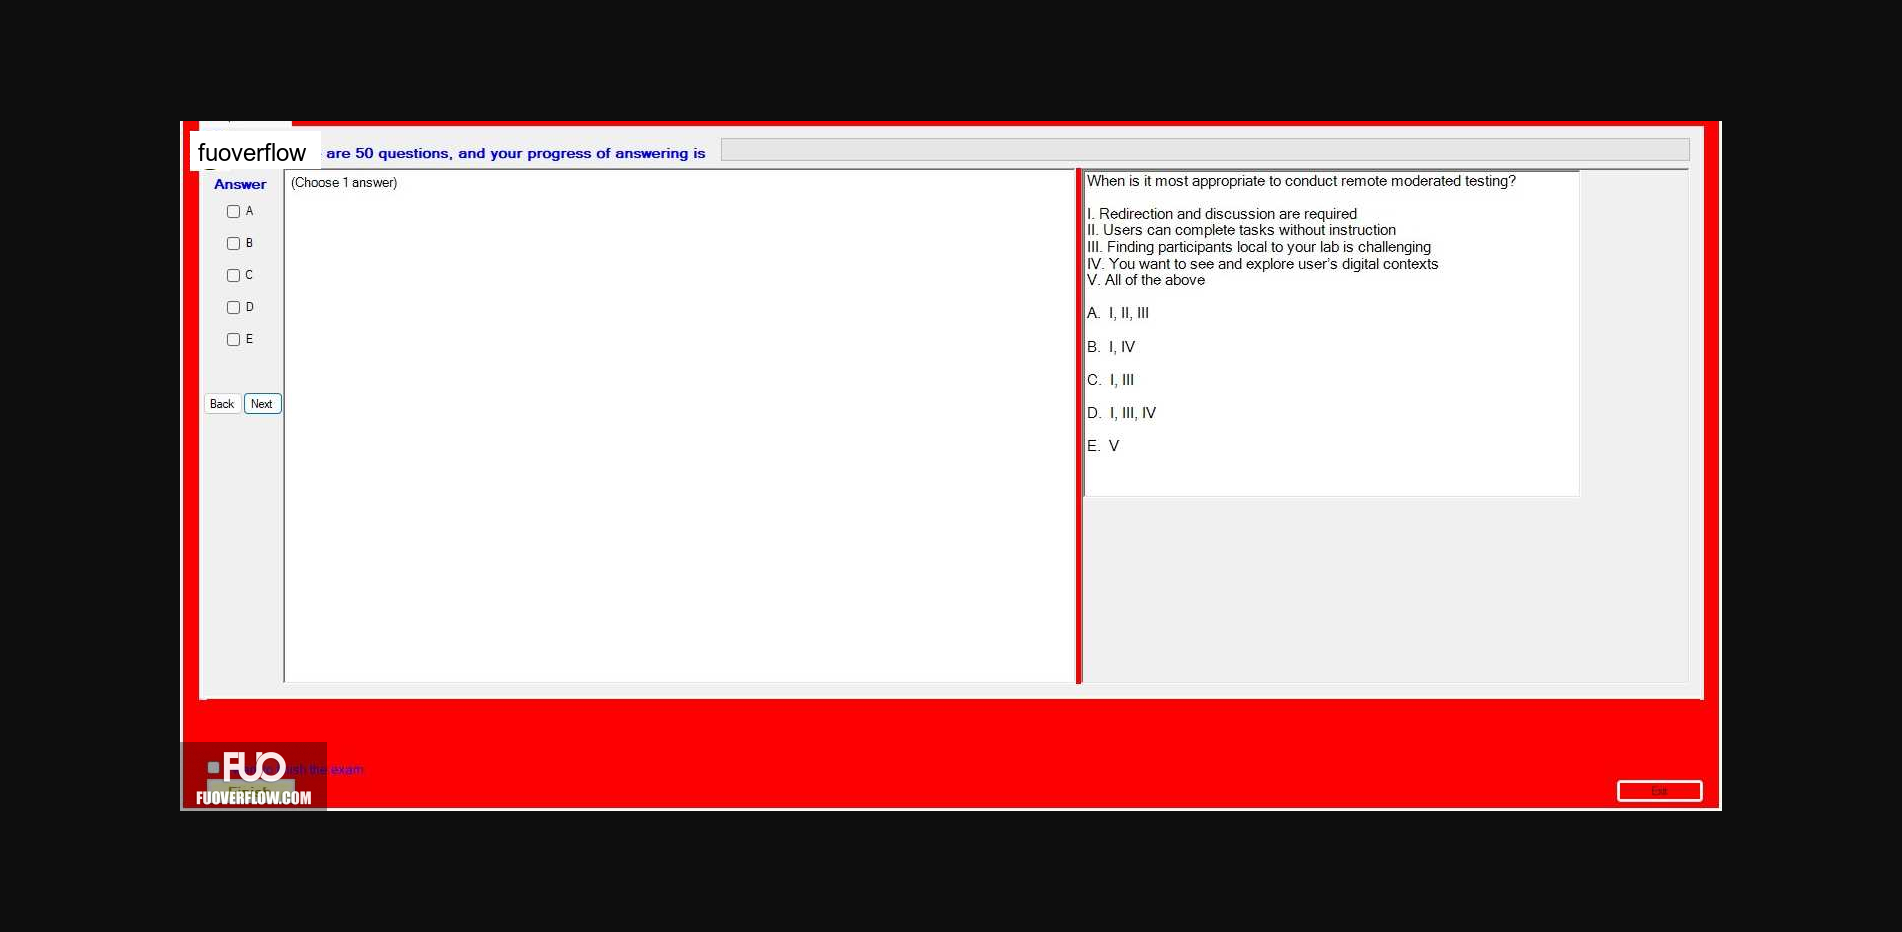 fuoverflow are 50 questions, and your progress of answering is
Answer
(Choose 1 answer)
A
B
C
D
E
Back Next
When is it most appropriate to conduct remote moderated testing?
I. Redirection and discussion are required
II. Users can complete tasks without instruction
III. Finding participants local to your lab is challenging
IV. You want to see and explore user's digital contexts
V. All of the above
A. I, II, III
B. I, IV
C. I, III
D. I, III, IV
E. V
FUO
the exam
FUOVERFLOW.COM
Exit